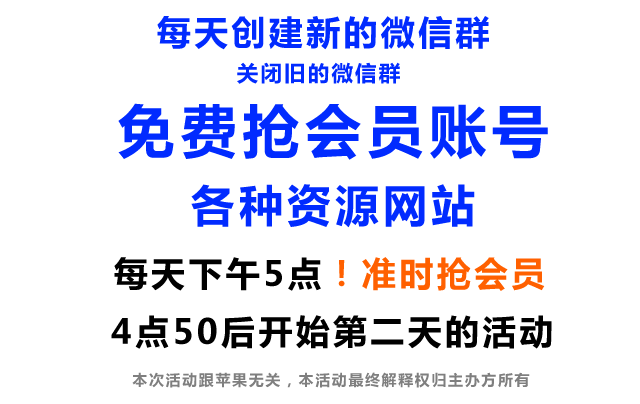 每天创建新的微信群
关闭旧的微信群
免费抢会员账号
各种资源网站
每天下午5点！准时抢会员
4点50后开始第二天的活动
本次活动跟苹果无关，本活动最终解释权归主办方所有